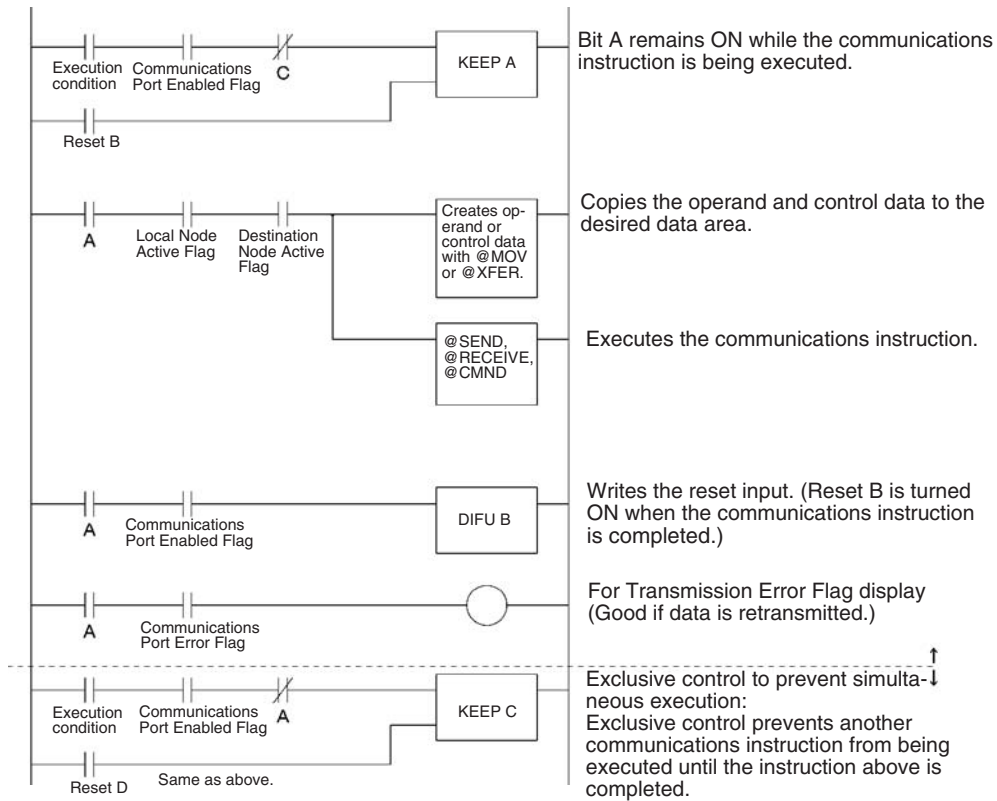 Execution
condition
Communications
Port Enabled Flag
C
KEEP A
Bit A remains ON while the communications
instruction is being executed.
Reset B
A
Local Node
Active Flag
Destination
Node Active
Flag
Creates op-
erand or
control data
with @MOV
or @XFER.
Copies the operand and control data to the
desired data area.
@SEND,
@RECEIVE,
@CMND
Executes the communications instruction.
A
Communications
Port Enabled Flag
DIFU B
Writes the reset input. (Reset B is turned
ON when the communications instruction
is completed.)
A
Communications
Port Error Flag
For Transmission Error Flag display
(Good if data is retransmitted.)
Execution
condition
Communications
Port Enabled Flag
A
KEEP C
Exclusive control to prevent simulta-
neous execution:
Exclusive control prevents another
communications instruction from being
executed until the instruction above is
completed.
Reset D
Same as above.